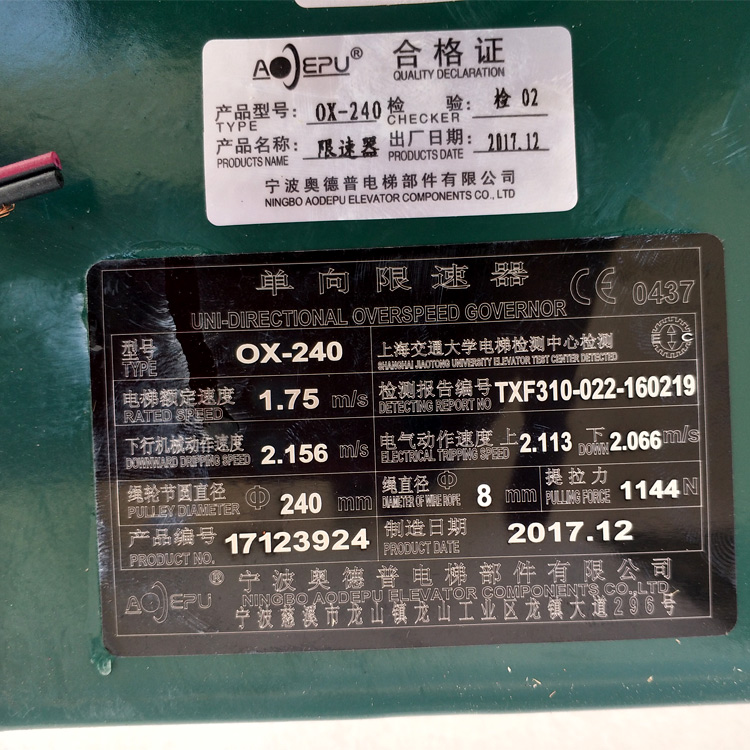 AODEPU® 合格证
QUALITY DECLARATION
产品型号: OX-240 检 验: 检 02
TYPE CHECKER
产品名称: 限速器 出厂日期: 2017.12
PRODUCTS NAME PRODUCTS DATE
宁波奥德普电梯部件有限公司
NINGBO AODEPU ELEVATOR COMPONENTS CO., LTD
单向限速器 CE 0437
UNI-DIRECTIONAL OVERSPEED GOVERNOR
型号 OX-240 上海交通大学电梯检测中心检测
TYPE SHANGHAI JIAOTONG UNIVERSITY ELEVATOR TEST CENTER DETECTED
电梯额定速度 1.75 m/s 检测报告编号 TXF310-022-160219
RATED SPEED DETECTING REPORT NO
下行机械动作速度 2.156 m/s 电气动作速度 上 2.113 下 2.066 m/s
DOWNWARD DRIPPING SPEED ELECTRICAL TRIPPING SPEED UP DOWN
绳轮节圆直径 Φ 240 mm 绳直径 Φ 8 mm 提拉力 1144 N
PULLEY DIAMETER DIAMETER OF WIRE ROPE PULLING FORCE
产品编号 17123924 制造日期 2017.12
PRODUCT NO. PRODUCT DATE
AODEPU® 宁波奥德普电梯部件有限公司
NINGBO AODEPU ELEVATOR COMPONENTS CO.,LTD
宁波慈溪市龙山镇龙山工业区龙镇大道296号